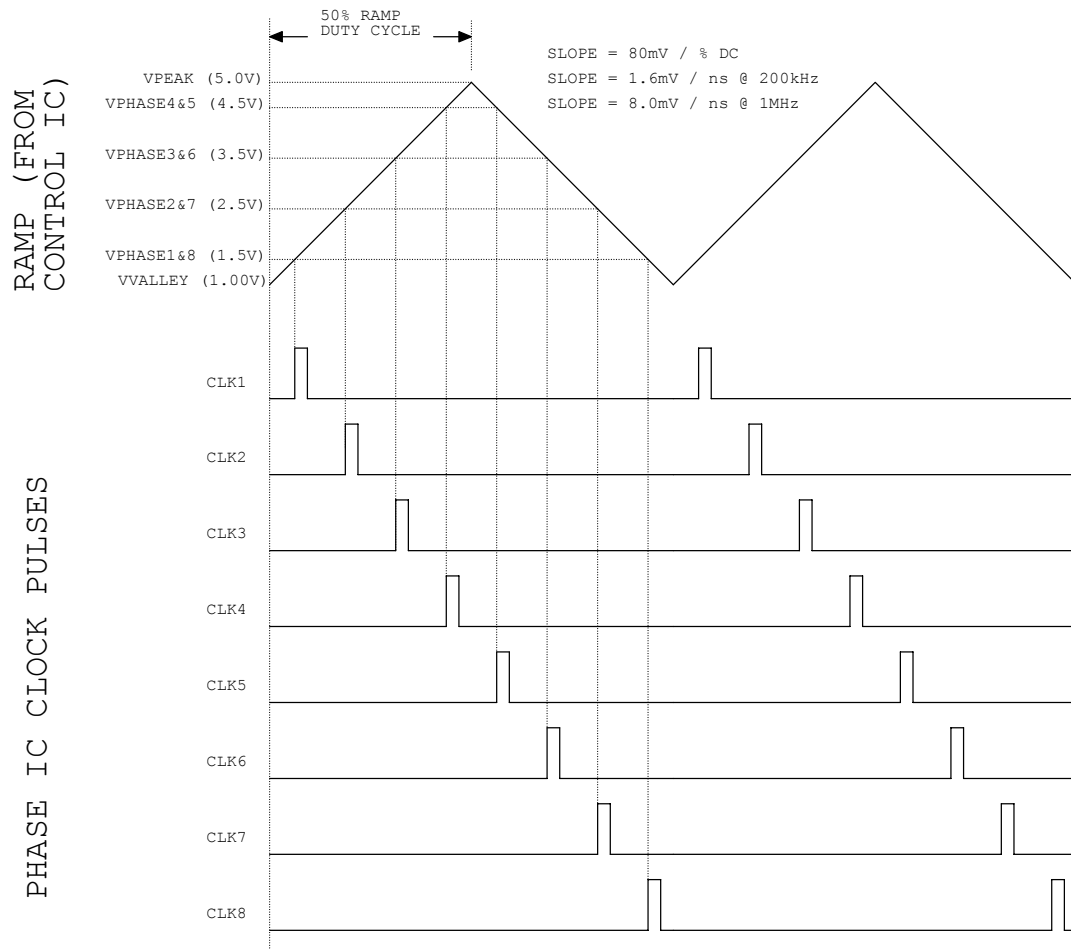 50% RAMP
DUTY CYCLE
SLOPE = 80mV / % DC
SLOPE = 1.6mV / ns @ 200kHz
SLOPE = 8.0mV / ns @ 1MHz
RAMP (FROM
CONTROL IC)
VPEAK (5.0V)
VPHASE4&5 (4.5V)
VPHASE3&6 (3.5V)
VPHASE2&7 (2.5V)
VPHASE1&8 (1.5V)
VVALLEY (1.00V)
PHASE IC CLOCK PULSES
CLK1
CLK2
CLK3
CLK4
CLK5
CLK6
CLK7
CLK8